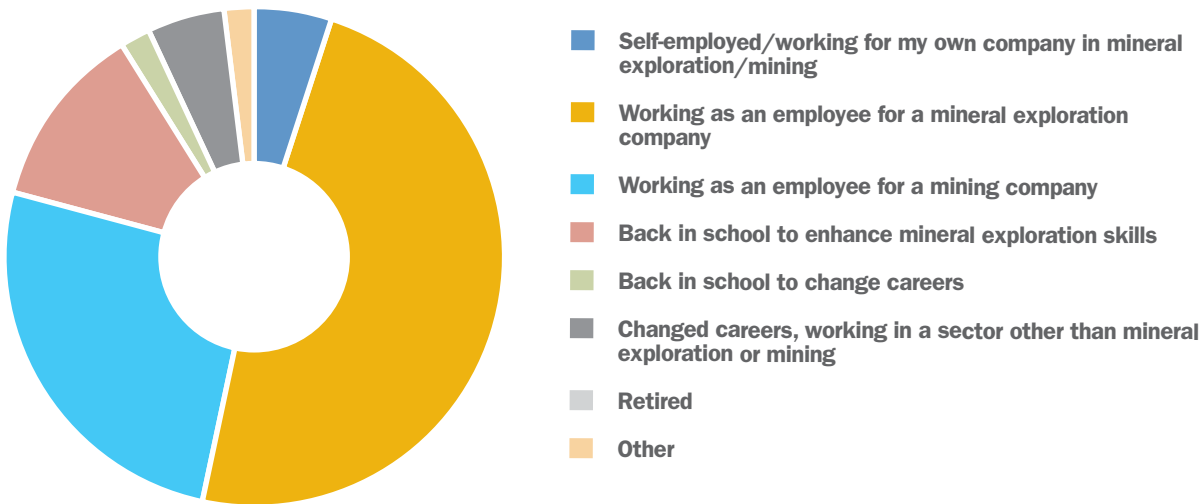 Self-employed/working for my own company in mineral
exploration/mining
Working as an employee for a mineral exploration
company
Working as an employee for a mining company
Back in school to enhance mineral exploration skills
Back in school to change careers
Changed careers, working in a sector other than mineral
exploration or mining
Retired
Other